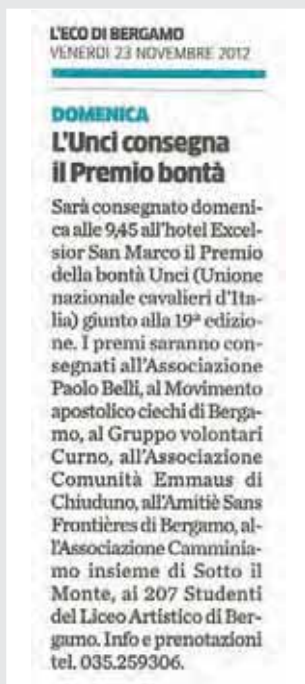 L'ECO DI BERGAMO
VENERDÌ 23 NOVEMBRE 2012
DOMENICA
L'Unci consegna
il Premio bontà
Sarà consegnato domeni-
ca alle 9,45 all'hotel Excel-
sior San Marco il Premio
della bontà Unci (Unione
nazionale cavalieri d'Ita-
lia) giunto alla 19ª edizio-
ne. I premi saranno con-
segnati all'Associazione
Paolo Belli, al Movimento
apostolico ciechi di Berga-
mo, al Gruppo volontari
Curno, all'Associazione
Comunità Emmaus di
Chiuduno, all'Amitiè Sans
Frontières di Bergamo, al-
l'Associazione Camminia-
mo insieme di Sotto il
Monte, ai 207 Studenti
del Liceo Artistico di Ber-
gamo. Info e prenotazioni
tel. 035.259306.